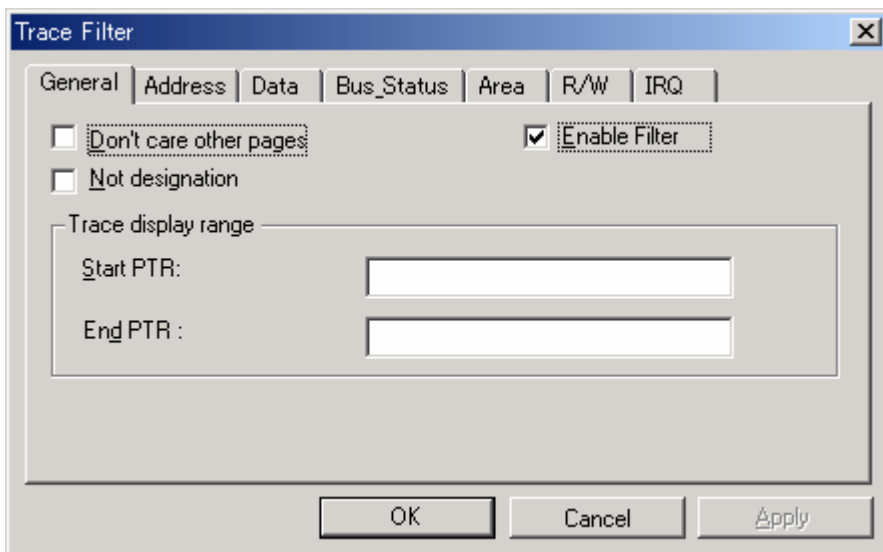 Trace Filter
General Address Data Bus_Status Area R/W IRQ
Don't care other pages Enable Filter
Not designation
Trace display range
Start PTR:
End PTR :
OK Cancel Apply